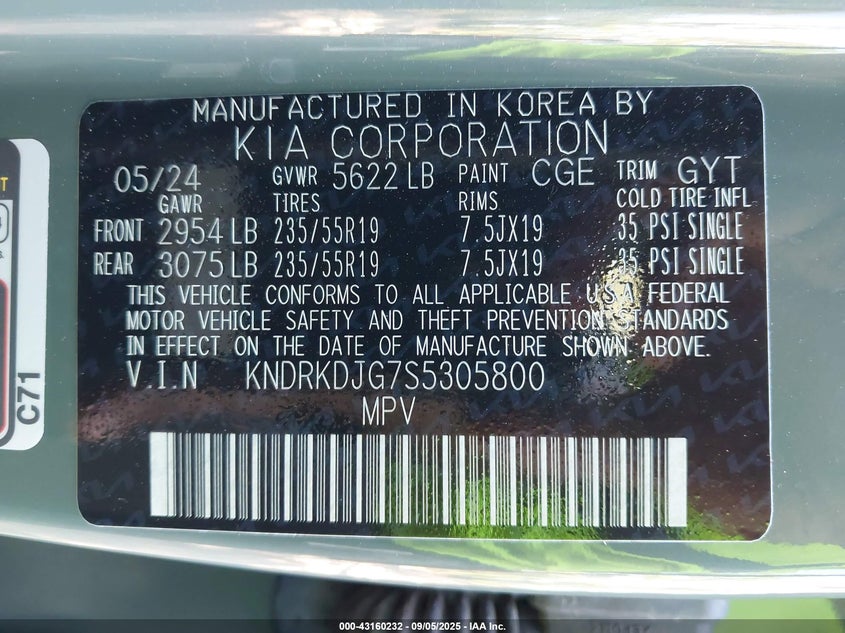 MANUFACTURED IN KOREA BY
KIA CORPORATION
05/24 GVWR 5622 LB PAINT CGE TRIM GYT
GAWR TIRES RIMS COLD TIRE INFL
FRONT 2954 LB 235/55R19 7.5JX19 35 PSI SINGLE
REAR 3075 LB 235/55R19 7.5JX19 35 PSI SINGLE
THIS VEHICLE CONFORMS TO ALL APPLICABLE U.S.A FEDERAL
MOTOR VEHICLE SAFETY AND THEFT PREVENTION STANDARDS
IN EFFECT ON THE DATE OF MANUFACTURE SHOWN ABOVE.
V.I.N KNDRKDJG7S5305800
MPV
C71
000-43160232 - 09/05/2025 - IAA Inc.